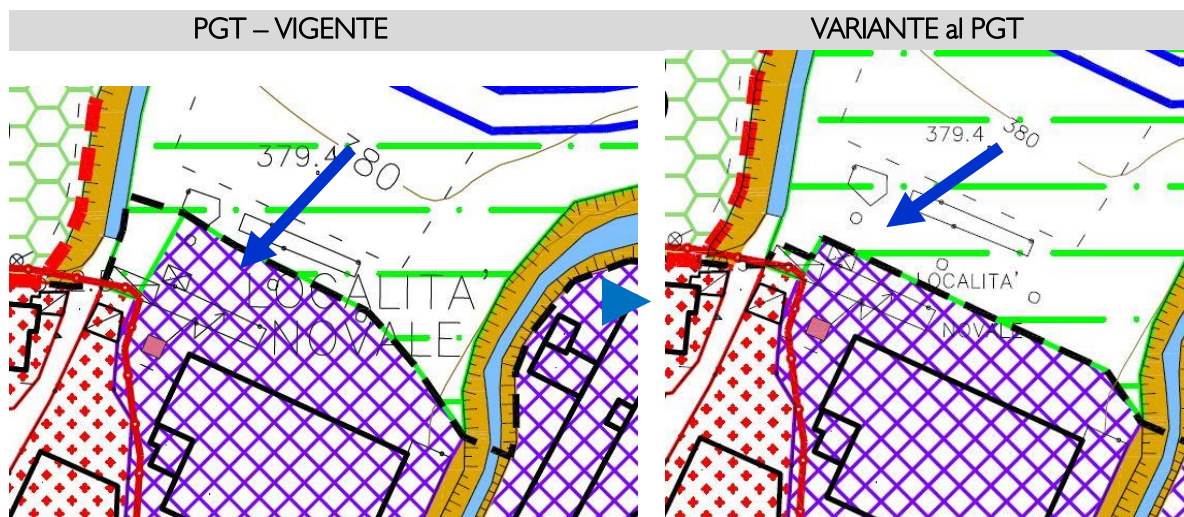 PGT – VIGENTE
VARIANTE al PGT
379.4
380
LOCALITA'
NOVALE
379.4
380
LOCALITA'
NOVALE